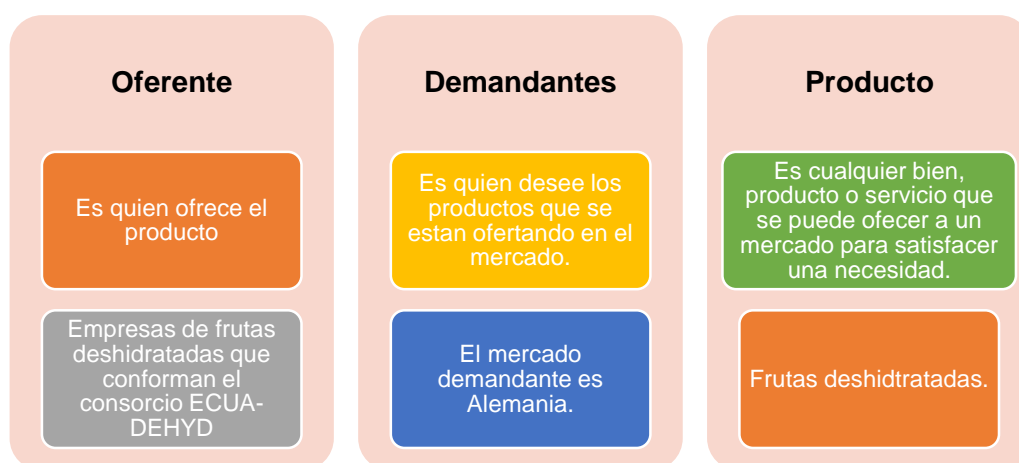 Oferente
Es quien ofrece el
producto
Empresas de frutas
deshidratadas que
conforman el
consorcio ECUA-
DEHYD
Demandantes
Es quien desee los
productos que se
estan ofertando en el
mercado.
El mercado
demandante es
Alemania.
Producto
Es cualquier bien,
producto o servicio que
se puede ofecer a un
mercado para satisfacer
una necesidad.
Frutas deshidtratadas.